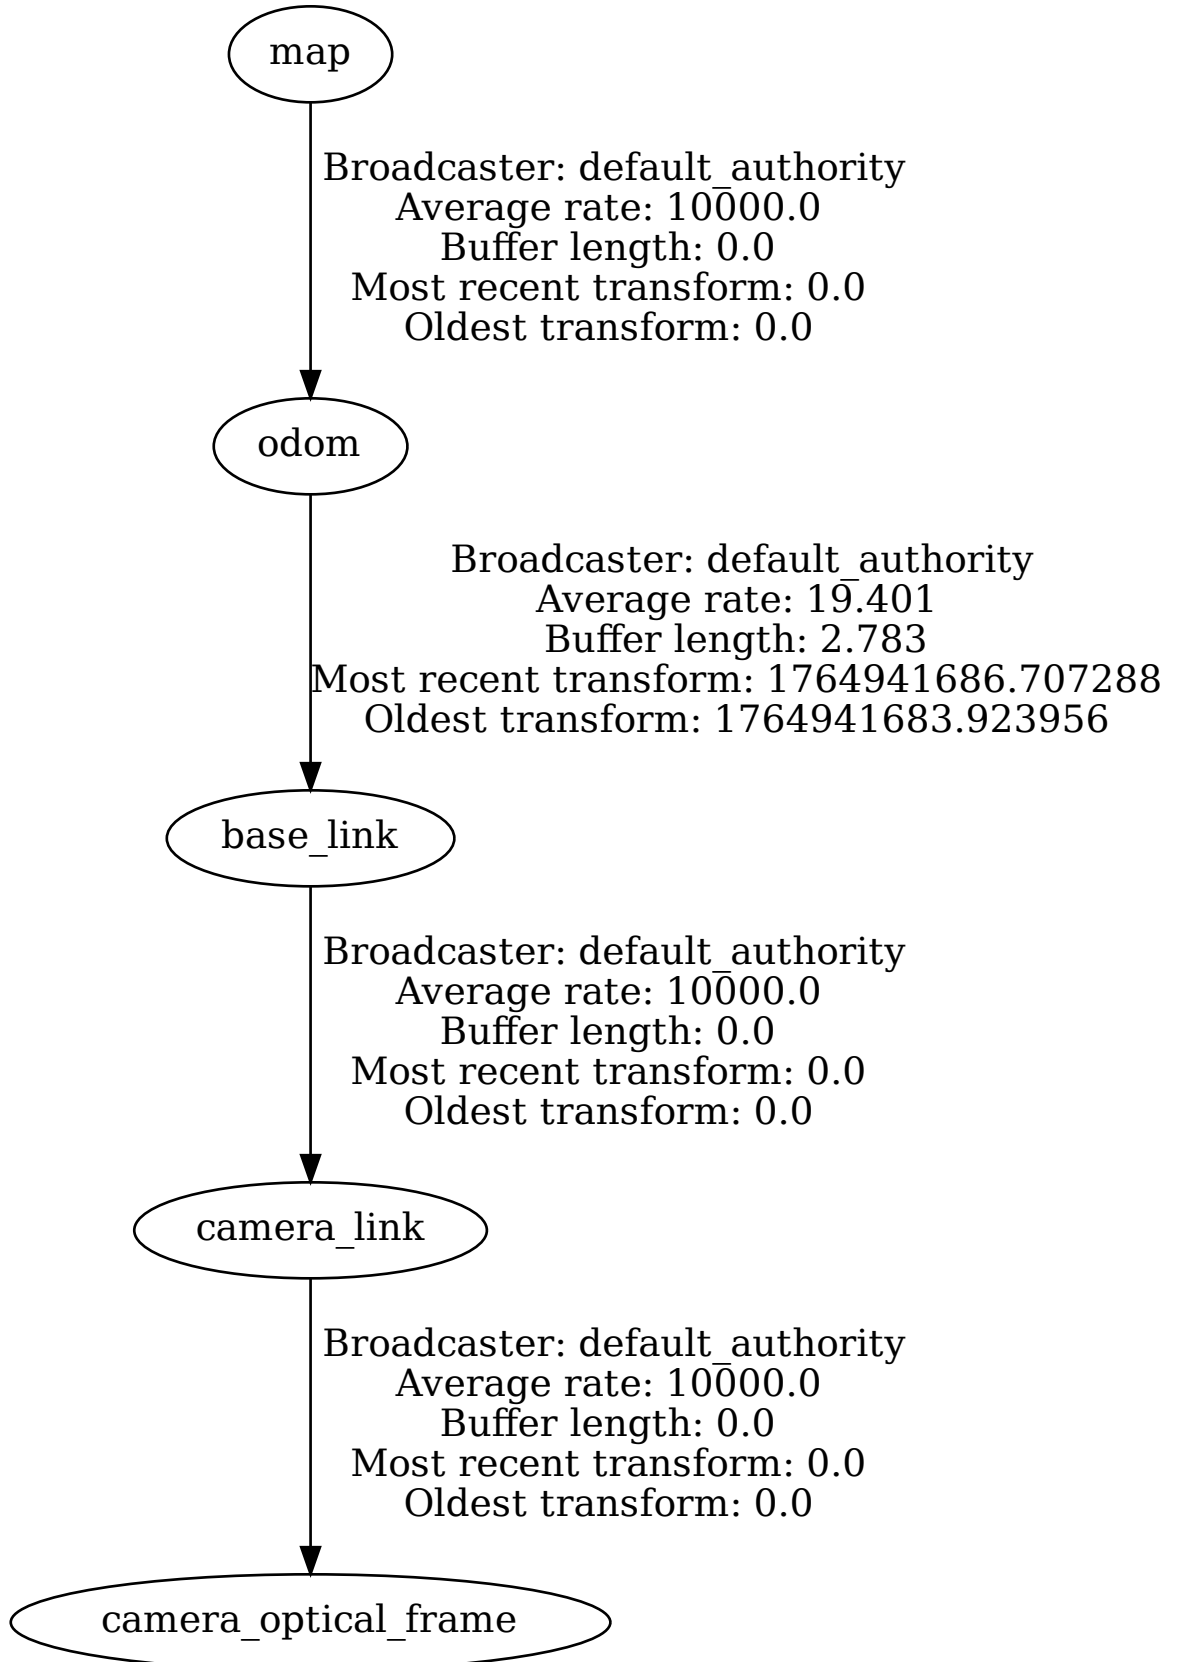 map
Broadcaster: default_authority
Average rate: 10000.0
Buffer length: 0.0
Most recent transform: 0.0
Oldest transform: 0.0
odom
Broadcaster: default_authority
Average rate: 19.401
Buffer length: 2.783
Most recent transform: 1764941686.707288
Oldest transform: 1764941683.923956
base_link
Broadcaster: default_authority
Average rate: 10000.0
Buffer length: 0.0
Most recent transform: 0.0
Oldest transform: 0.0
camera_link
Broadcaster: default_authority
Average rate: 10000.0
Buffer length: 0.0
Most recent transform: 0.0
Oldest transform: 0.0
camera_optical_frame